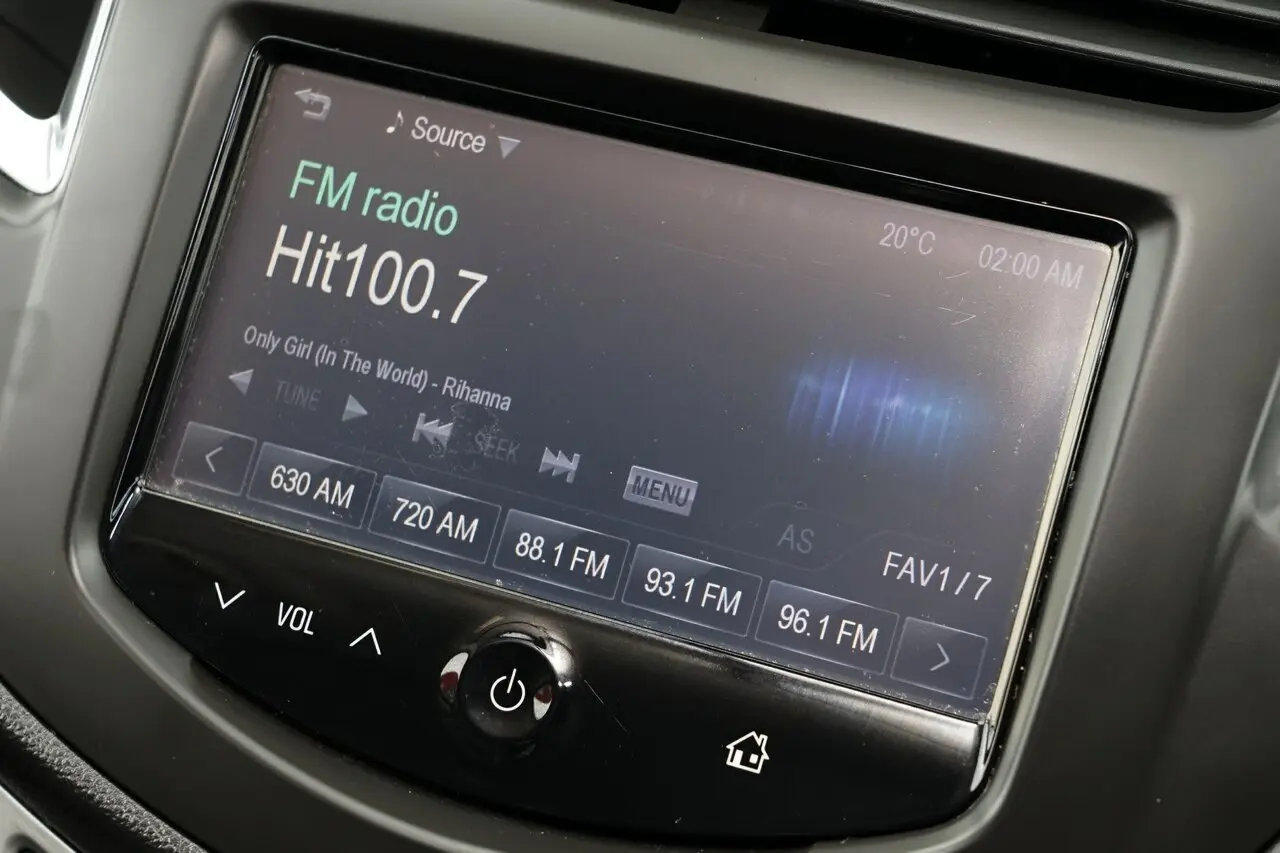 Source
20°C 02:00 AM
FM radio
Hit100.7
Only Girl (In The World) - Rihanna
TUNE SEEK MENU AS FAV1/7
630 AM 720 AM 88.1 FM 93.1 FM 96.1 FM
VOL